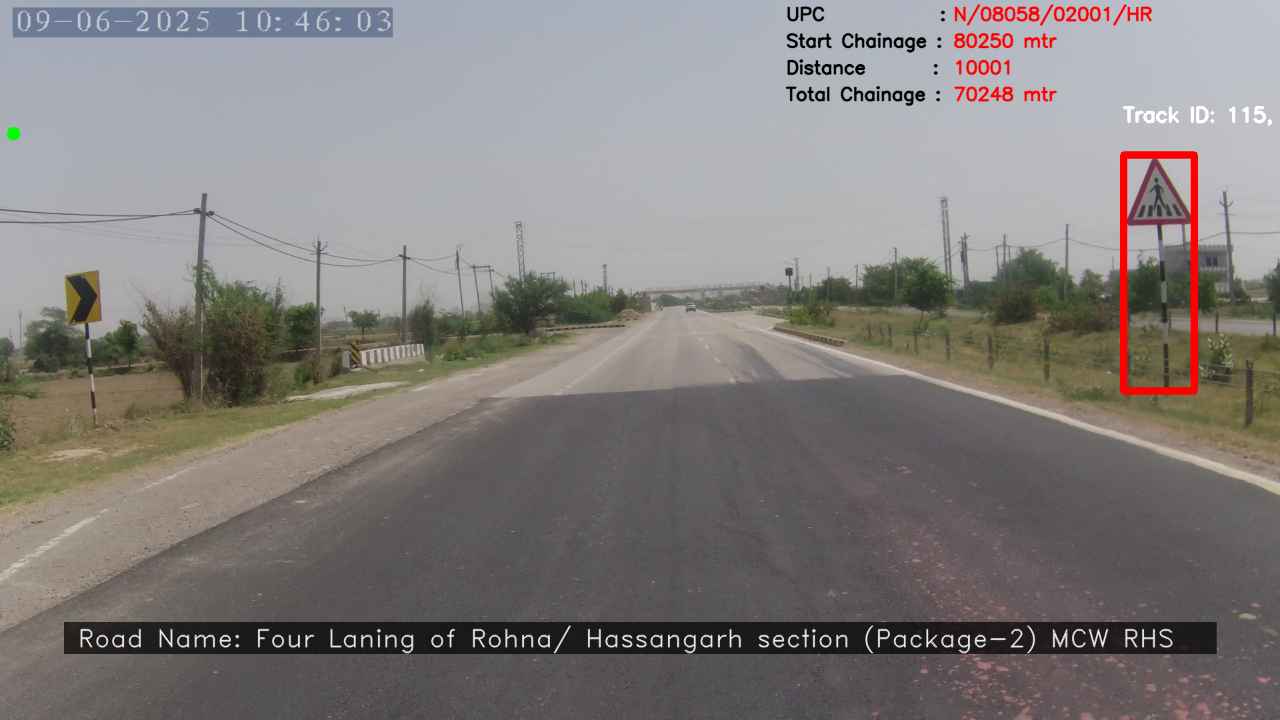 09-06-2025 10:46:03
UPC : N/08058/02001/HR
Start Chainage : 80250 mtr
Distance : 10001
Total Chainage : 70248 mtr
Track ID: 115,
Road Name: Four Laning of Rohna/ Hassangarh section (Package-2) MCW RHS